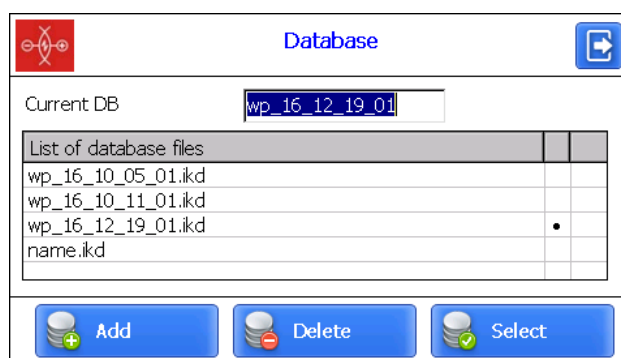 Database
Current DB wp_16_12_19_01
List of database files
wp_16_10_05_01.ikd
wp_16_10_11_01.ikd
wp_16_12_19_01.ikd •
name.ikd
Add Delete Select